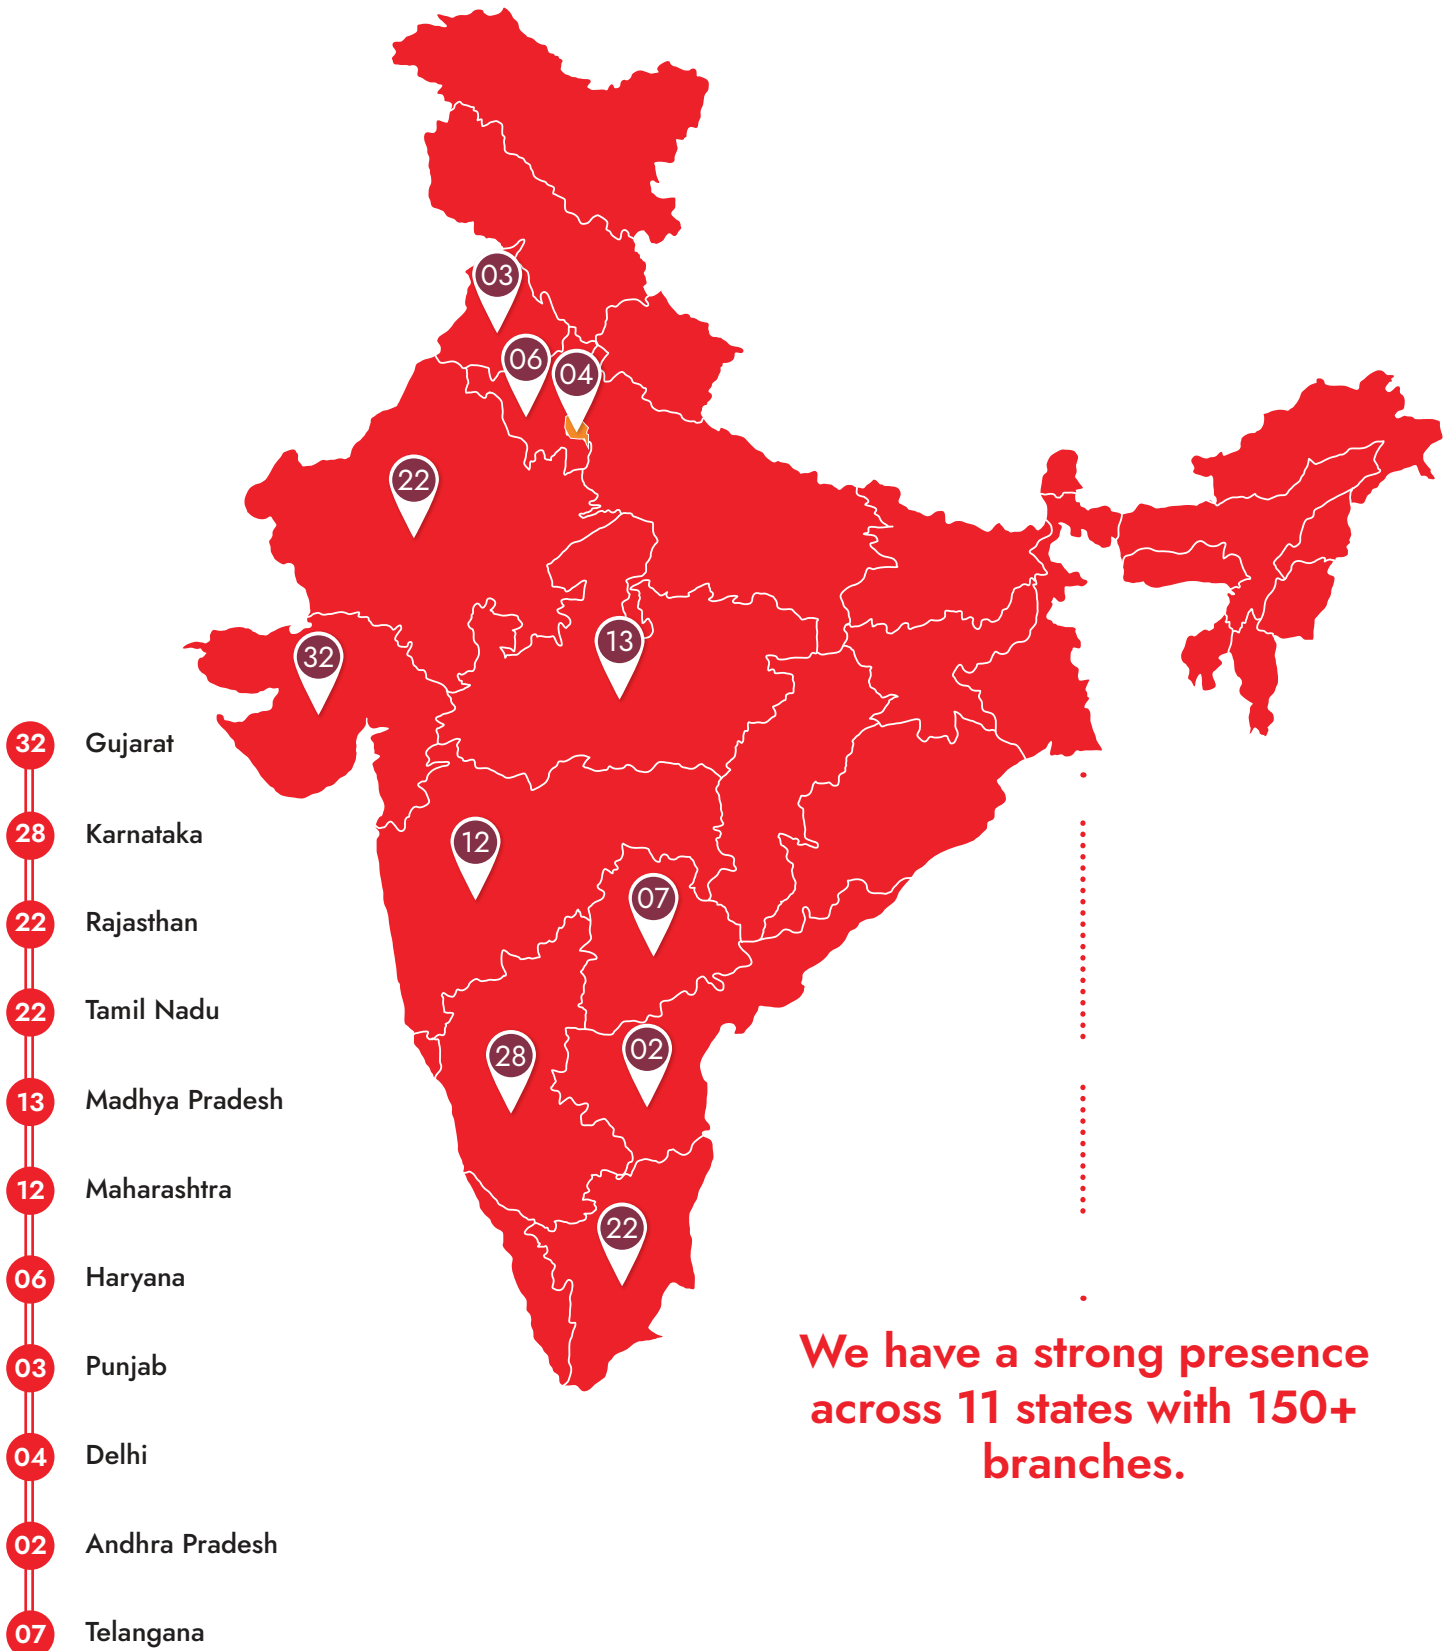 03
06
04
22
13
32
12
07
28
02
22
32 Gujarat
28 Karnataka
22 Rajasthan
22 Tamil Nadu
13 Madhya Pradesh
12 Maharashtra
06 Haryana
03 Punjab
04 Delhi
02 Andhra Pradesh
07 Telangana
We have a strong presence
across 11 states with 150+
branches.